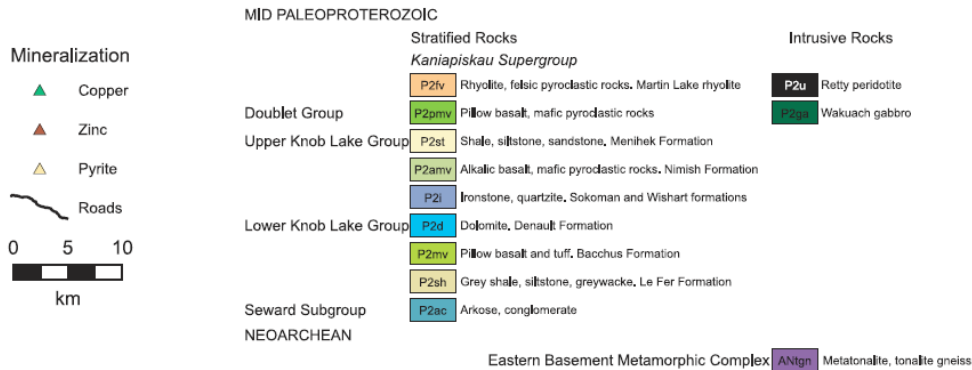 MID PALEOPROTEROZOIC
Stratified Rocks Intrusive Rocks
Kaniapiskau Supergroup
Mineralization
Copper
Zinc
Pyrite
Roads
0 5 10
km
P2fv Rhyolite, felsic pyroclastic rocks. Martin Lake rhyolite
Doublet Group P2pmv Pillow basalt, mafic pyroclastic rocks
Upper Knob Lake Group P2st Shale, siltstone, sandstone. Menihek Formation
P2amv Alkalic basalt, mafic pyroclastic rocks. Nimish Formation
P2i Ironstone, quartzite. Sokoman and Wishart formations
Lower Knob Lake Group P2d Dolomite. Denault Formation
P2mv Pillow basalt and tuff. Bacchus Formation
P2sh Grey shale, siltstone, greywacke. Le Fer Formation
Seward Subgroup P2ac Arkose, conglomerate
P2u Retty peridotite
P2ga Wakuach gabbro
NEOARCHEAN
Eastern Basement Metamorphic Complex ANtgn Metatonalite, tonalite gneiss